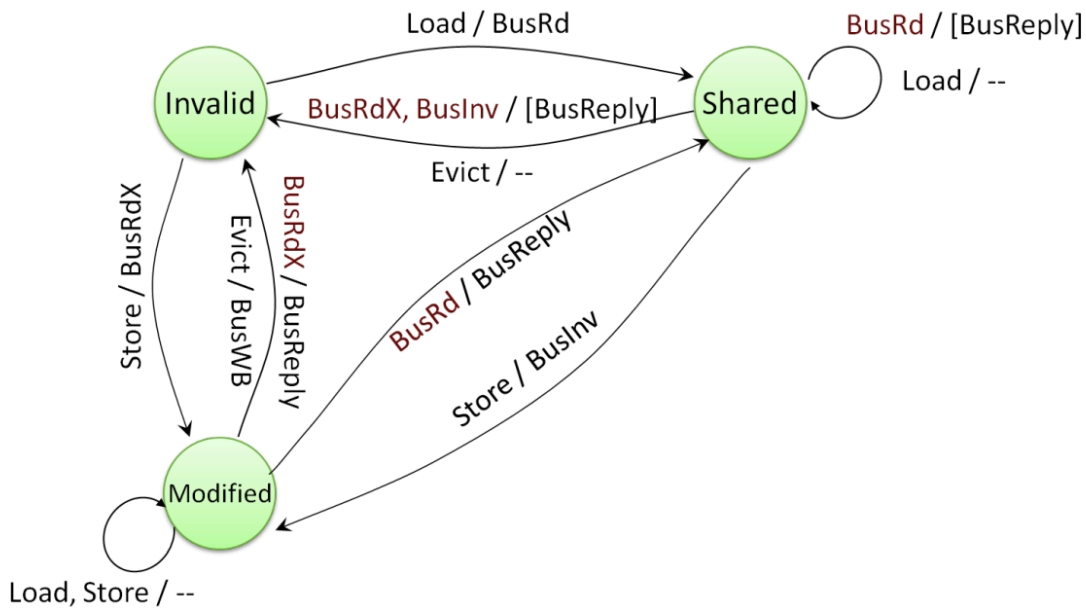 Load / BusRd
BusRd / [BusReply]
Load / --
Invalid
Shared
BusRdX, BusInv / [BusReply]
Evict / --
Store / BusRdX
Evict / BusWB
BusRdX / BusReply
BusRd / BusReply
Store / BusInv
Modified
Load, Store / --